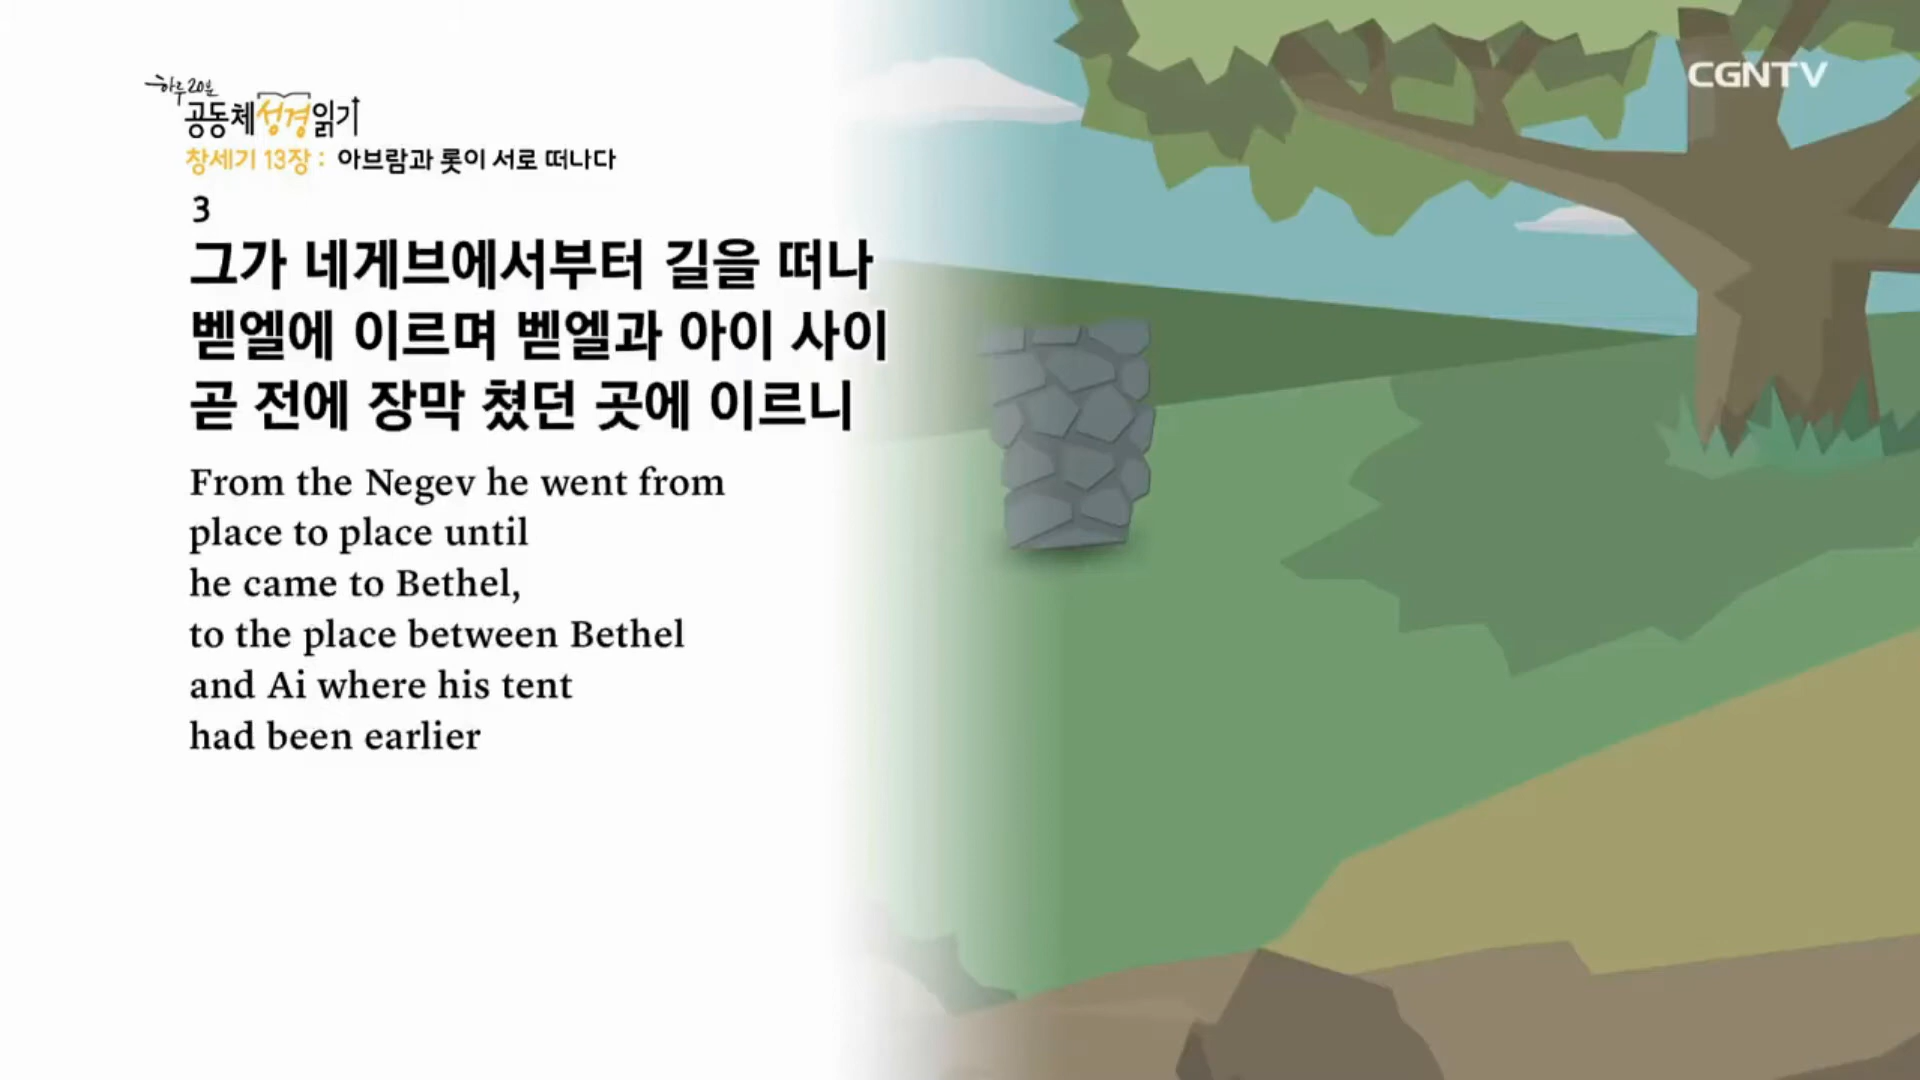 하루 20분
공동체성경읽기
CGNTV
창세기 13장 : 아브람과 롯이 서로 떠나다
3
그가 네게브에서부터 길을 떠나
벧엘에 이르며 벧엘과 아이 사이
곧 전에 장막 쳤던 곳에 이르니
From the Negev he went from
place to place until
he came to Bethel,
to the place between Bethel
and Ai where his tent
had been earlier